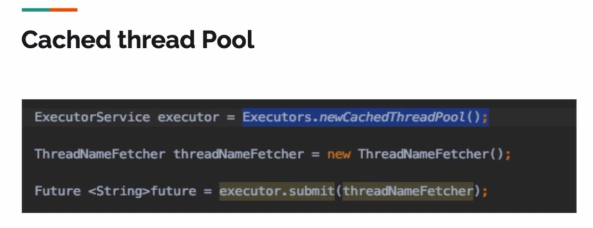 Cached thread Pool
ExecutorService executor = Executors.newCachedThreadPool();
ThreadNameFetcher threadNameFetcher = new ThreadNameFetcher();
Future <String>future = executor.submit(threadNameFetcher);